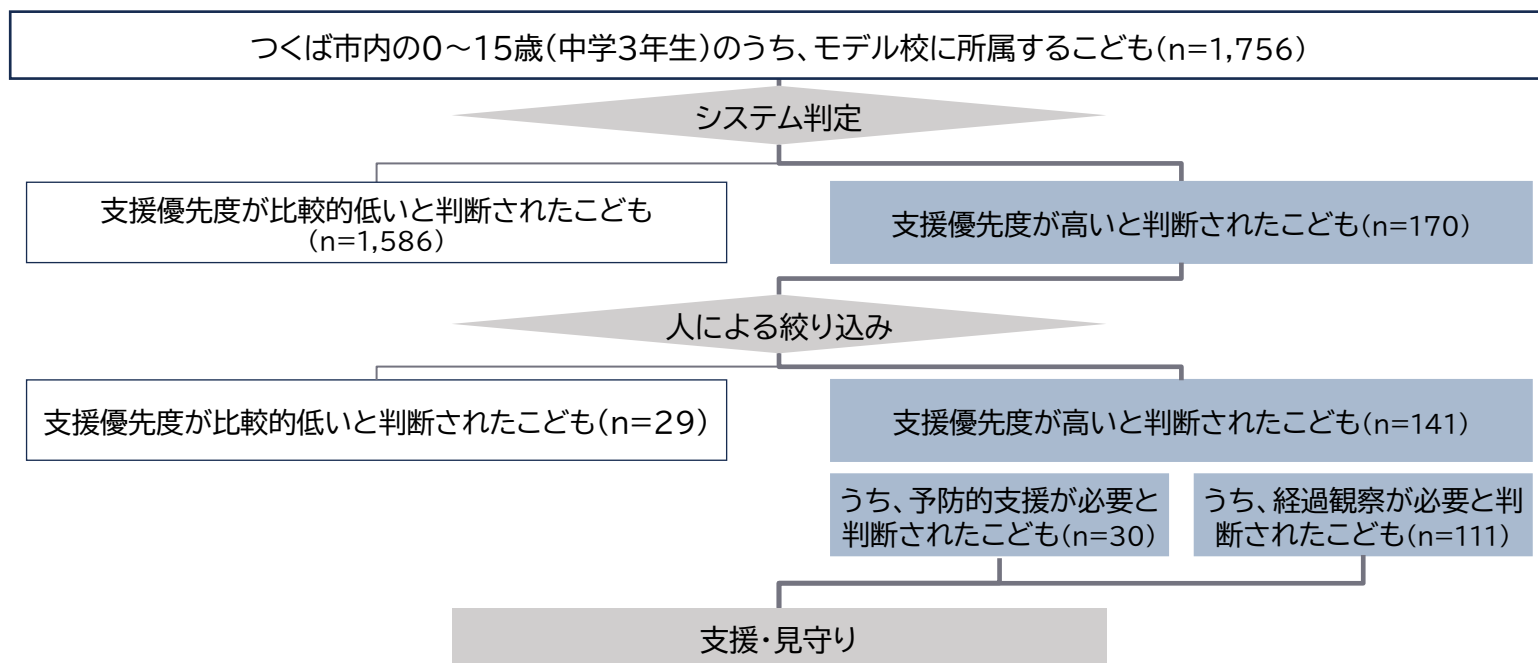 つくば市内の0～15歳(中学3年生)のうち、モデル校に所属するこども(n=1,756)
システム判定
支援優先度が比較的低いと判断されたこども
(n=1,586)
支援優先度が高いと判断されたこども(n=170)
人による絞り込み
支援優先度が比較的低いと判断されたこども(n=29)
支援優先度が高いと判断されたこども(n=141)
うち、予防的支援が必要と
判断されたこども(n=30)
うち、経過観察が必要と判
断されたこども(n=111)
支援・見守り